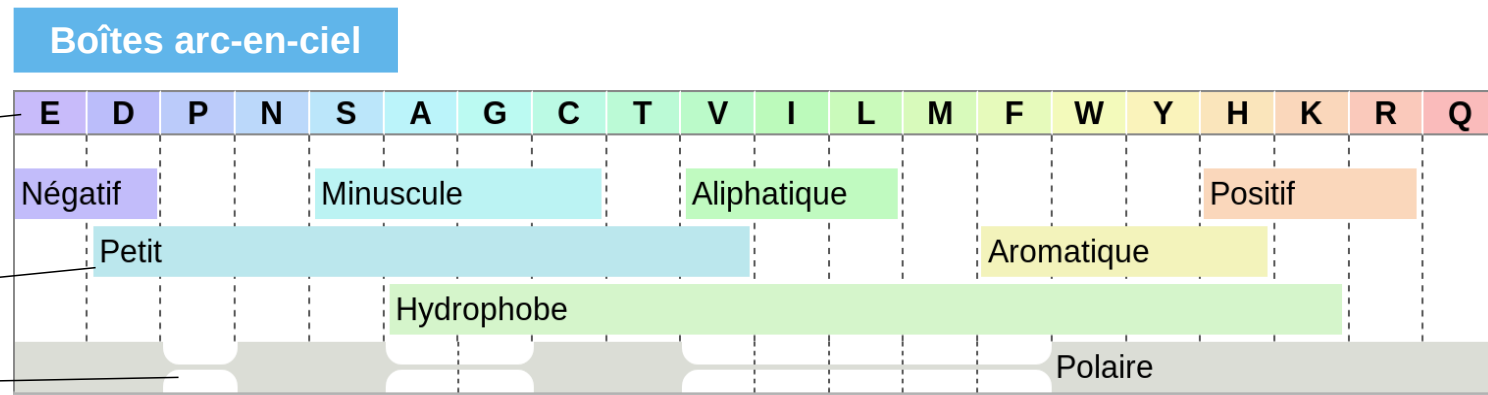 Boîtes arc-en-ciel
E D P N S A G C T V I L M F W Y H K R Q
Négatif Minuscule Aliphatique Positif
Petit Aromatique
Hydrophobe
Polaire